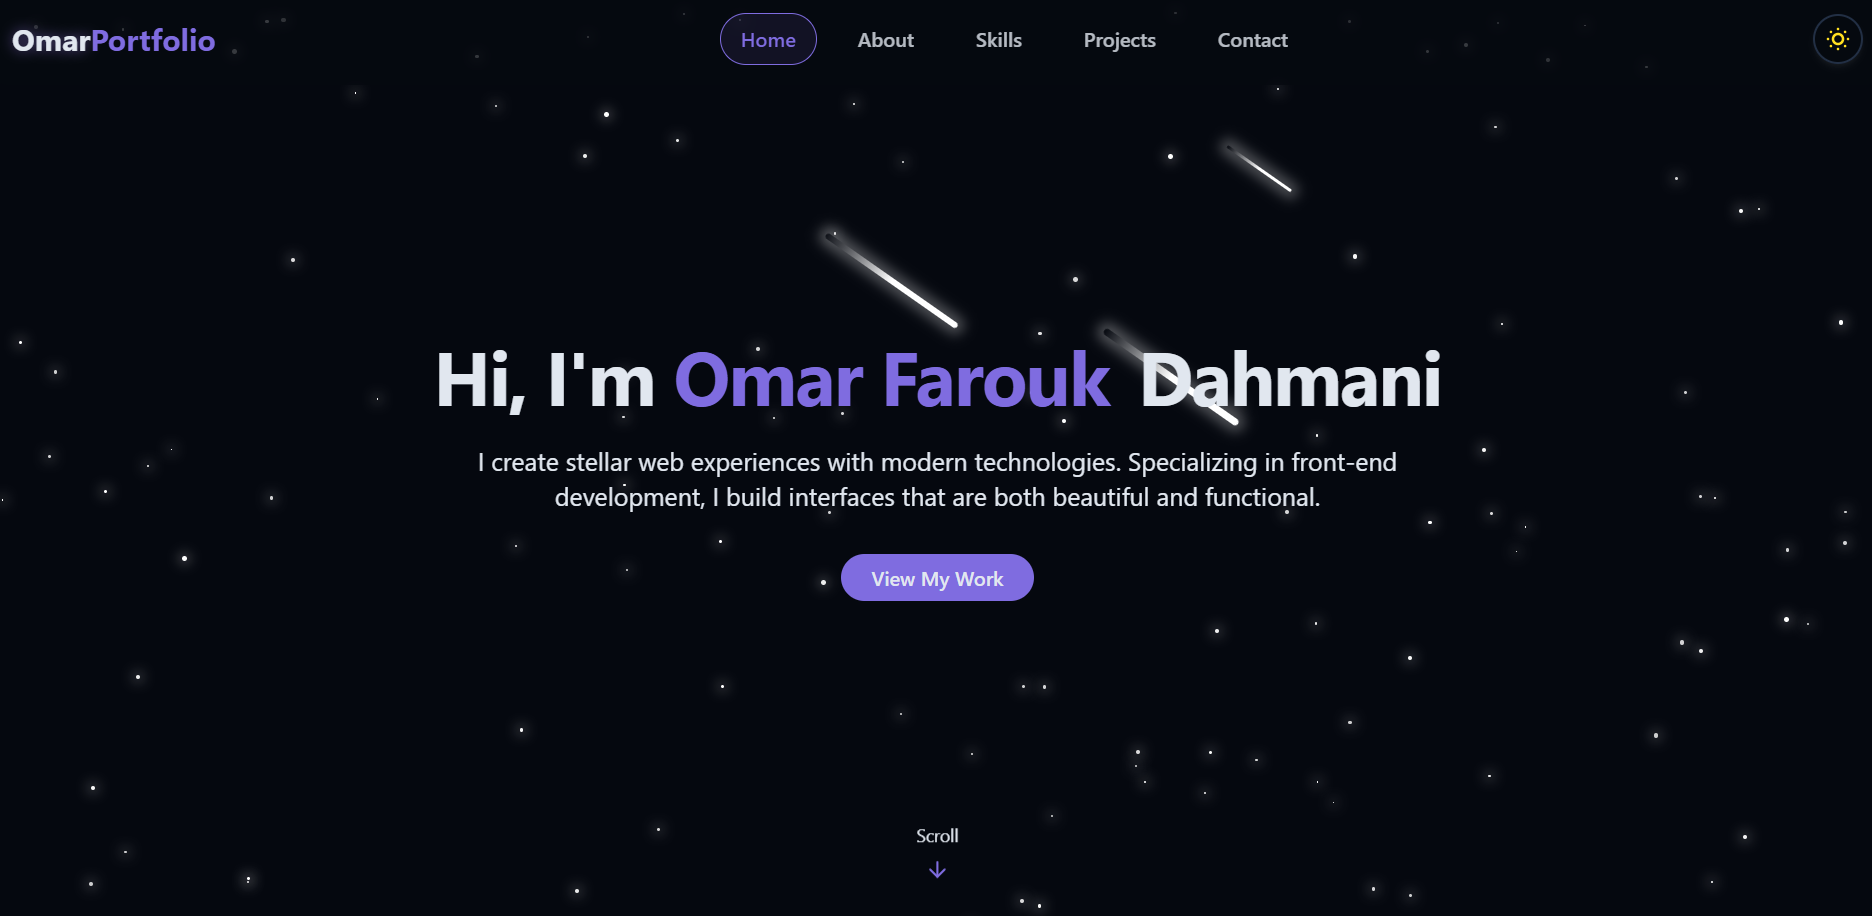 OmarPortfolio
Home About Skills Projects Contact
Hi, I'm Omar Farouk Dahmani
I create stellar web experiences with modern technologies. Specializing in front-end
development, I build interfaces that are both beautiful and functional.
View My Work
Scroll